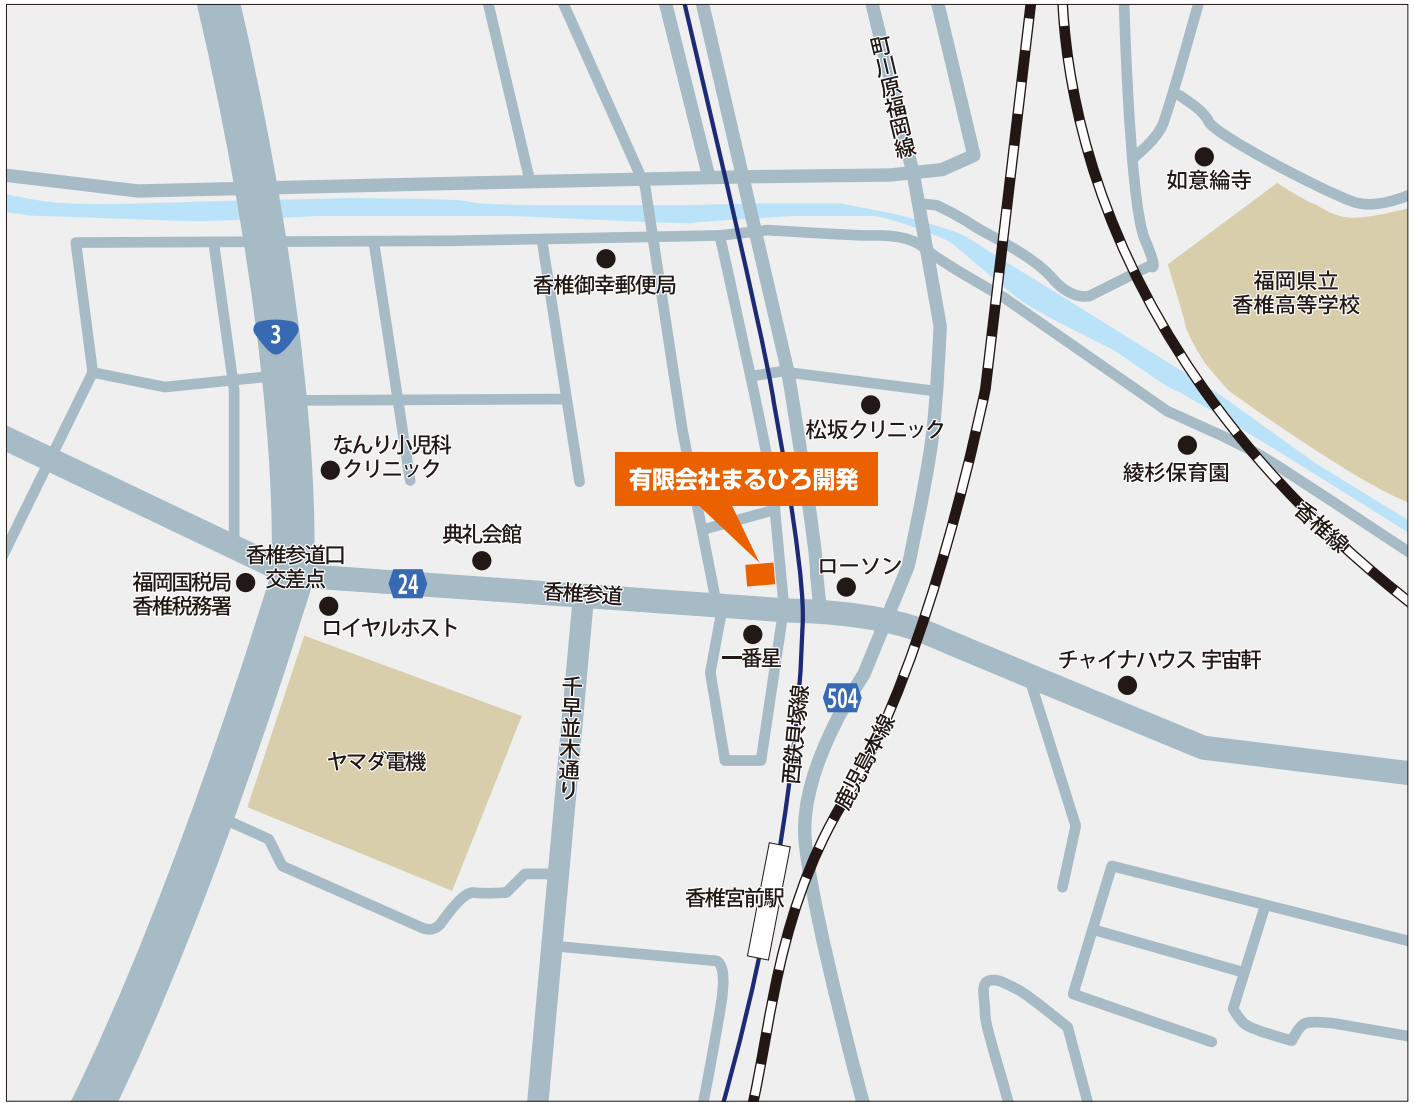 町川原福岡線
如意綸寺
香椎御幸郵便局
福岡県立
香椎高等学校
3
松坂クリニック
なんり小児科
クリニック
綾杉保育園
有限会社まるひろ開発
香椎線
典礼会館
香椎参道口
交差点
ローソン
福岡国税局
香椎税務署
24
香椎参道
ロイヤルホスト
一番星
チャイナハウス 宇宙軒
千早並木通り
西鉄貝塚線
504
鹿児島本線
ヤマダ電機
香椎宮前駅